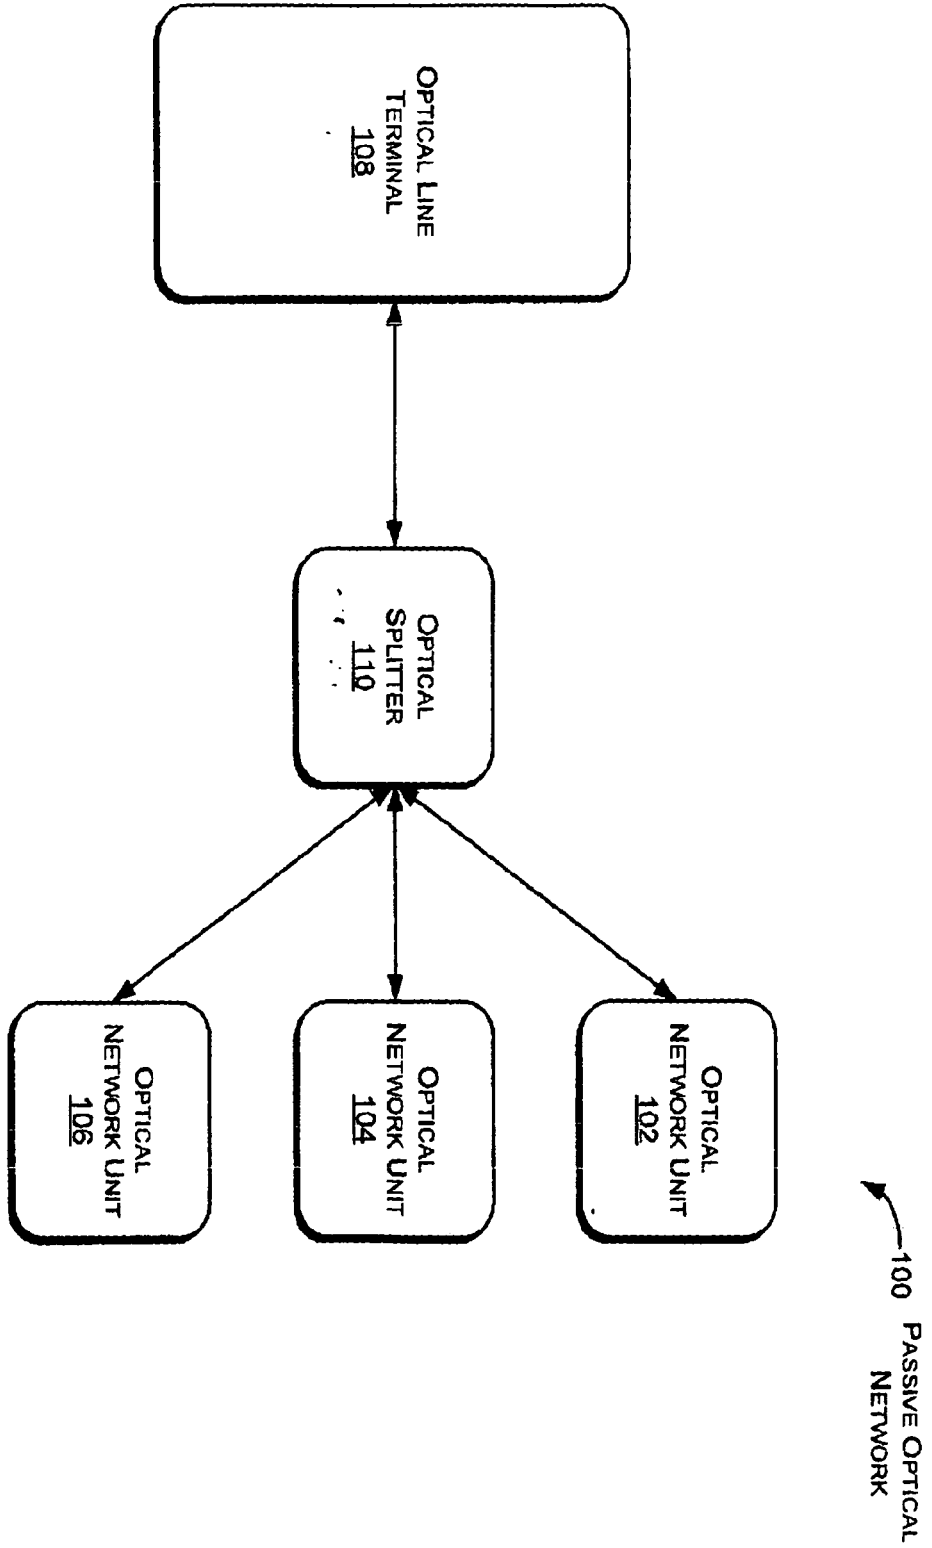 100 PASSIVE OPTICAL
NETWORK
OPTICAL LINE
TERMINAL
108
OPTICAL
SPLITTER
110
OPTICAL
NETWORK UNIT
102
OPTICAL
NETWORK UNIT
104
OPTICAL
NETWORK UNIT
106